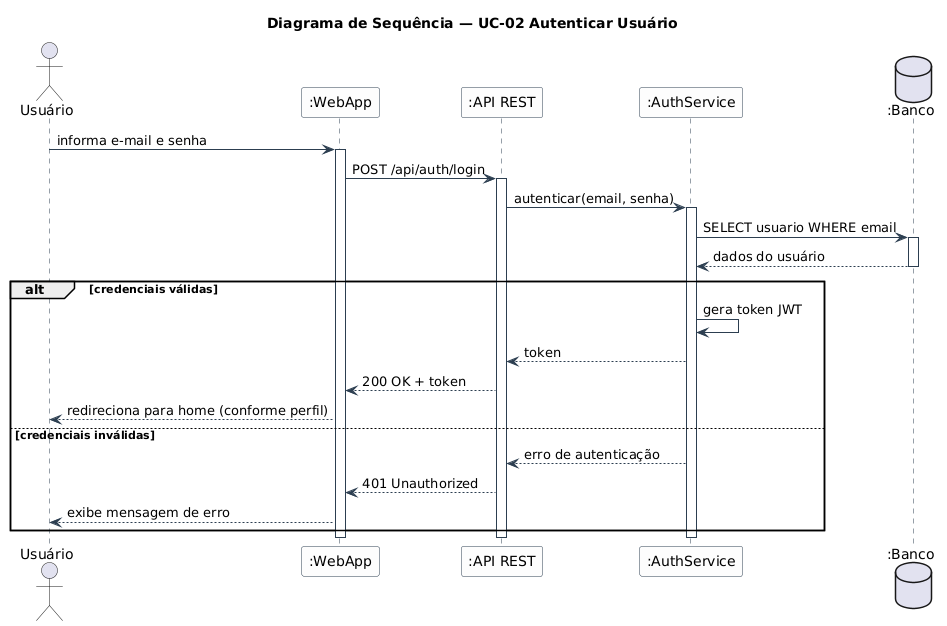 Diagrama de Sequência — UC-02 Autenticar Usuário
Usuário
:WebApp
:API REST
:AuthService
:Banco
informa e-mail e senha
POST /api/auth/login
autenticar(email, senha)
SELECT usuario WHERE email
dados do usuário
alt
[credenciais válidas]
gera token JWT
token
200 OK + token
redireciona para home (conforme perfil)
[credenciais inválidas]
erro de autenticação
401 Unauthorized
exibe mensagem de erro
Usuário
:WebApp
:API REST
:AuthService
:Banco